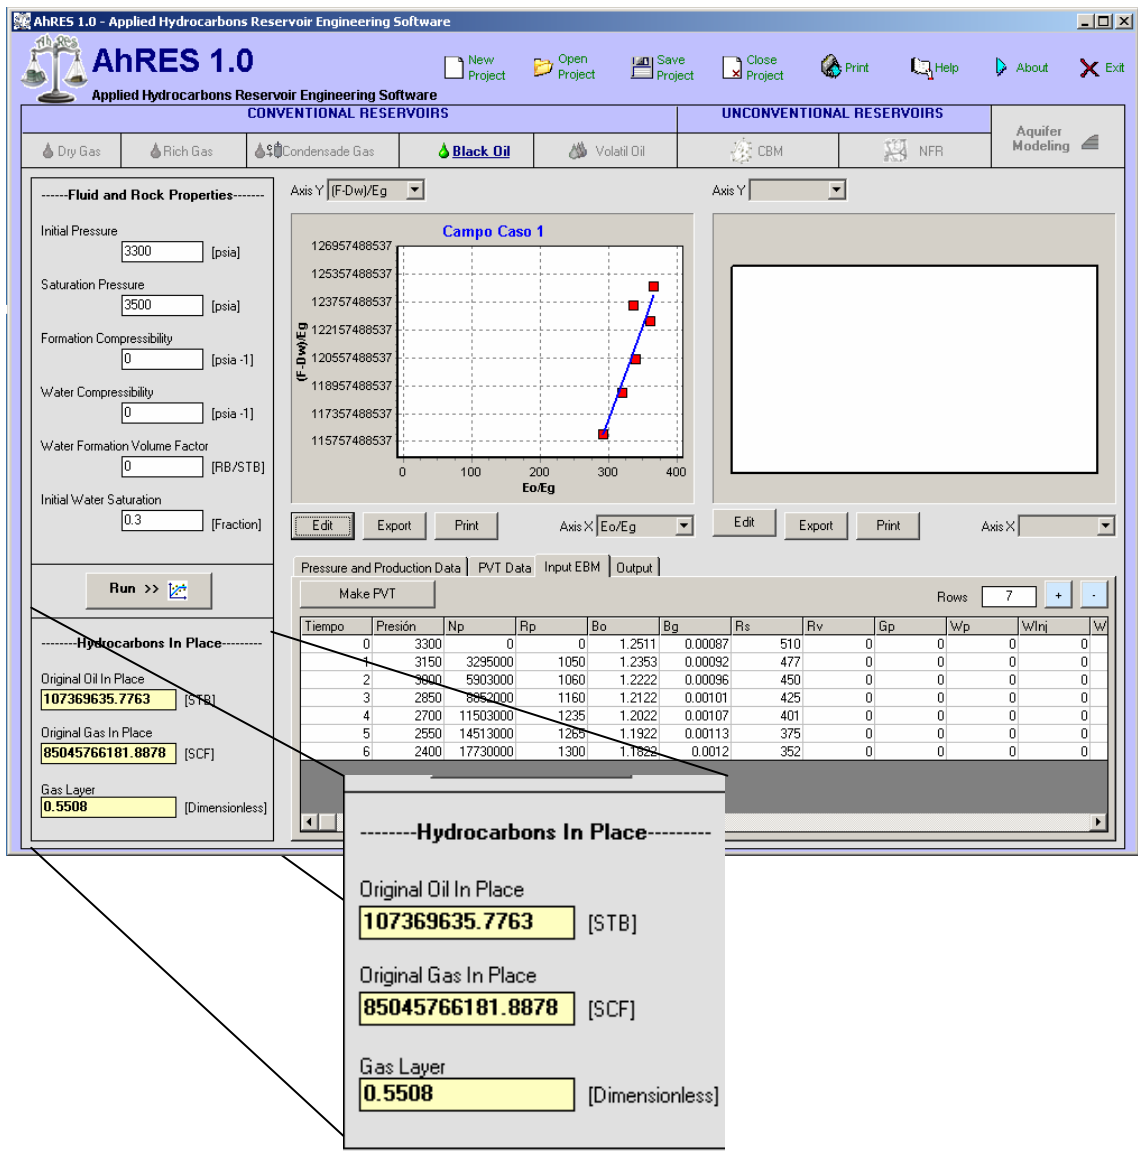 AhRES 1.0 - Applied Hydrocarbons Reservoir Engineering Software
Ah Res
AhRES 1.0
Applied Hydrocarbons Reservoir Engineering Software
New Project
Open Project
Save Project
Close Project
Print
Help
About
Exit
CONVENTIONAL RESERVOIRS
UNCONVENTIONAL RESERVOIRS
Aquifer Modeling
Dry Gas
Rich Gas
Condensade Gas
Black Oil
Volatil Oil
CBM
NFR
------Fluid and Rock Properties-------
Initial Pressure
3300 [psia]
Saturation Pressure
3500 [psia]
Formation Compressibility
0 [psia -1]
Water Compressibility
0 [psia -1]
Water Formation Volume Factor
0 [RB/STB]
Initial Water Saturation
0.3 [Fraction]
Run >>
-------Hydrocarbons In Place--------
Original Oil In Place
107369635.7763 [STB]
Original Gas In Place
85045766181.8878 [SCF]
Gas Layer
0.5508 [Dimensionless]
Axis Y (F-Dw)/Eg
Campo Caso 1
126957488537
125357488537
123757488537
122157488537
120557488537
118957488537
117357488537
115757488537
(F-Dw)/Eg
0 100 200 300 400
Eo/Eg
Edit Export Print Axis X Eo/Eg
Axis Y
Edit Export Print Axis X
Pressure and Production Data PVT Data Input EBM Output
Make PVT Rows 7 + -
Tiempo Presión Np Rp Bo Bg Rs Rv Gp Wp WInj W
0 3300 0 0 1.2511 0.00087 510 0 0 0 0
1 3150 3295000 1050 1.2353 0.00092 477 0 0 0 0
2 3000 5903000 1060 1.2222 0.00096 450 0 0 0 0
3 2850 8852000 1160 1.2122 0.00101 425 0 0 0 0
4 2700 11503000 1235 1.2022 0.00107 401 0 0 0 0
5 2550 14513000 1265 1.1922 0.00113 375 0 0 0 0
6 2400 17730000 1300 1.1822 0.0012 352 0 0 0 0
--------Hydrocarbons In Place---------
Original Oil In Place
107369635.7763 [STB]
Original Gas In Place
85045766181.8878 [SCF]
Gas Layer
0.5508 [Dimensionless]